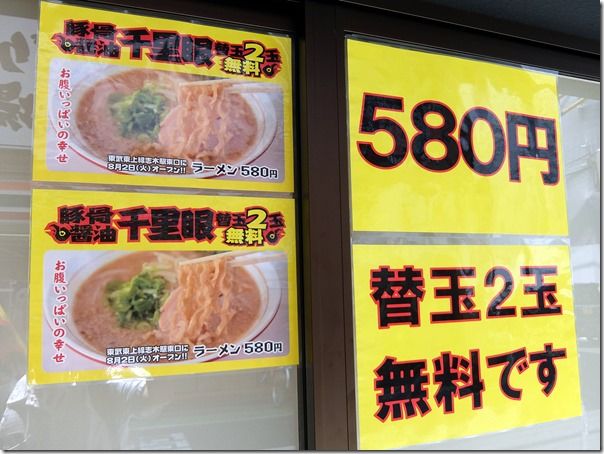 豚骨醤油 千里眼 替玉2玉無料
お腹いっぱいの幸せ
東武東上線志木駅東口に
8月2日(火)オープン!! ラーメン 580円
豚骨醤油 千里眼 替玉2玉無料
お腹いっぱいの幸せ
東武東上線志木駅東口に
8月2日(火)オープン!! ラーメン 580円
580円
替玉2玉
無料です